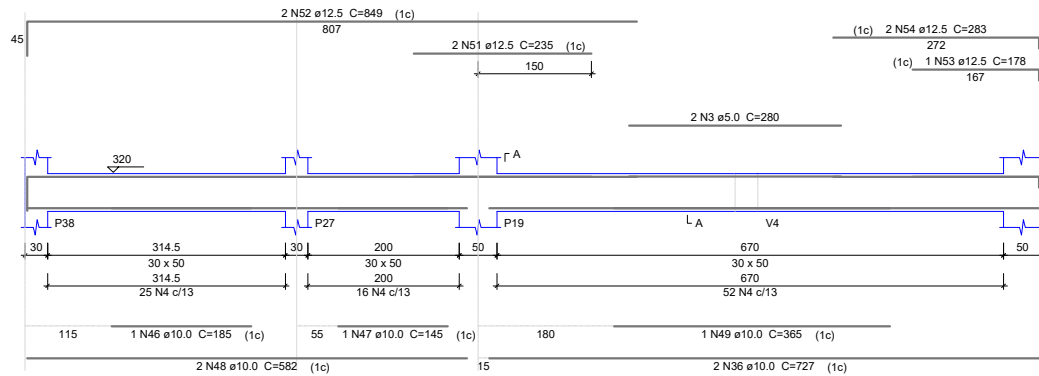 2 N52 ø12.5 C=849 (1c)
807
45
(1c) 2 N54 ø12.5 C=283
272
2 N51 ø12.5 C=235 (1c)
150
(1c) 1 N53 ø12.5 C=178
167
2 N3 ø5.0 C=280
320
A
P38
P27
P19
A
V4
30
314.5
30
200
50
670
50
30 x 50
30 x 50
30 x 50
314.5
200
670
25 N4 c/13
16 N4 c/13
52 N4 c/13
115
1 N46 ø10.0 C=185 (1c)
55
1 N47 ø10.0 C=145 (1c)
180
1 N49 ø10.0 C=365 (1c)
2 N48 ø10.0 C=582 (1c)
15
2 N36 ø10.0 C=727 (1c)